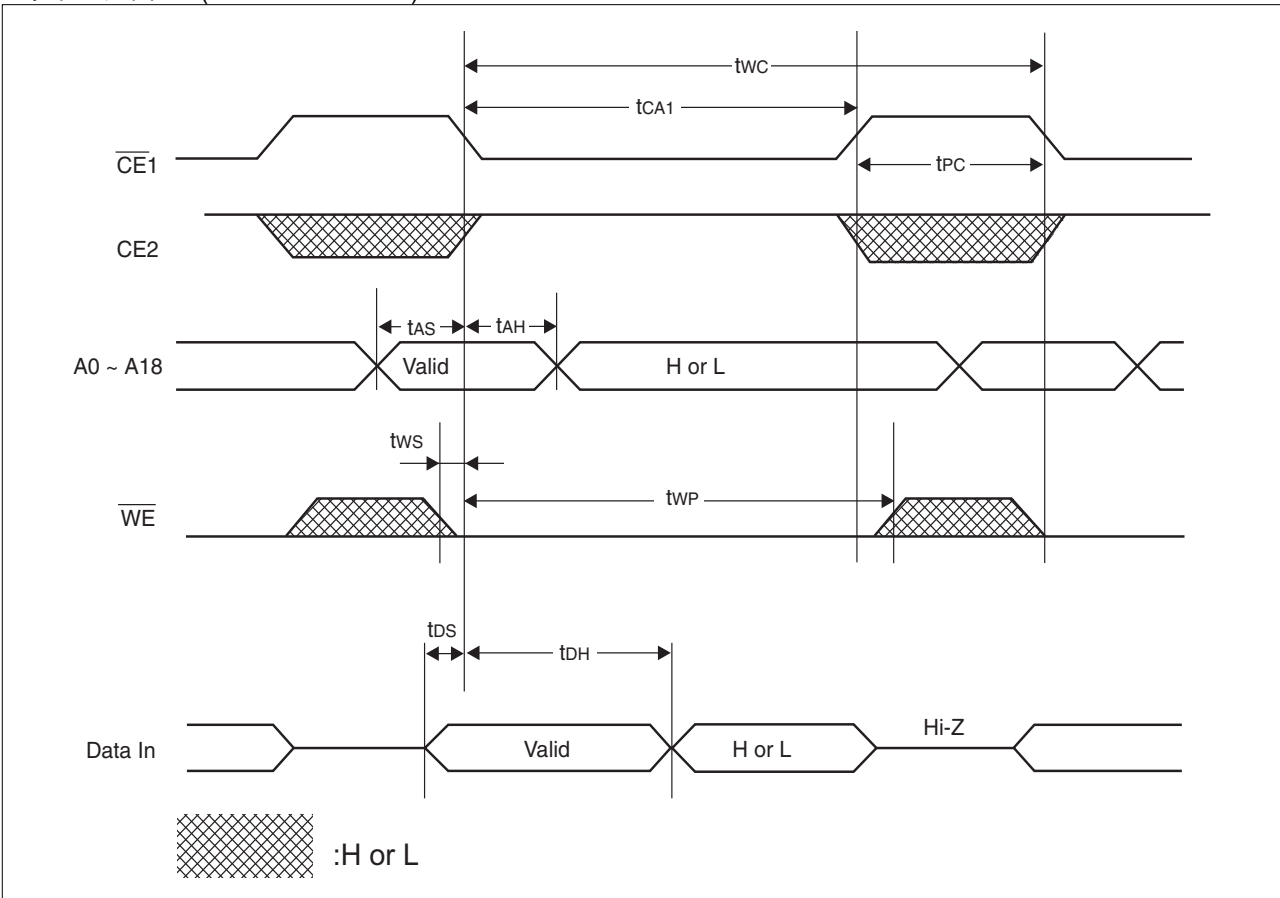 tWC
tCA1
CE1
tPC
CE2
tAS
tAH
A0 ~ A18
Valid
H or L
tWS
tWP
WE
tDS
tDH
Hi-Z
Data In
Valid
H or L
:H or L